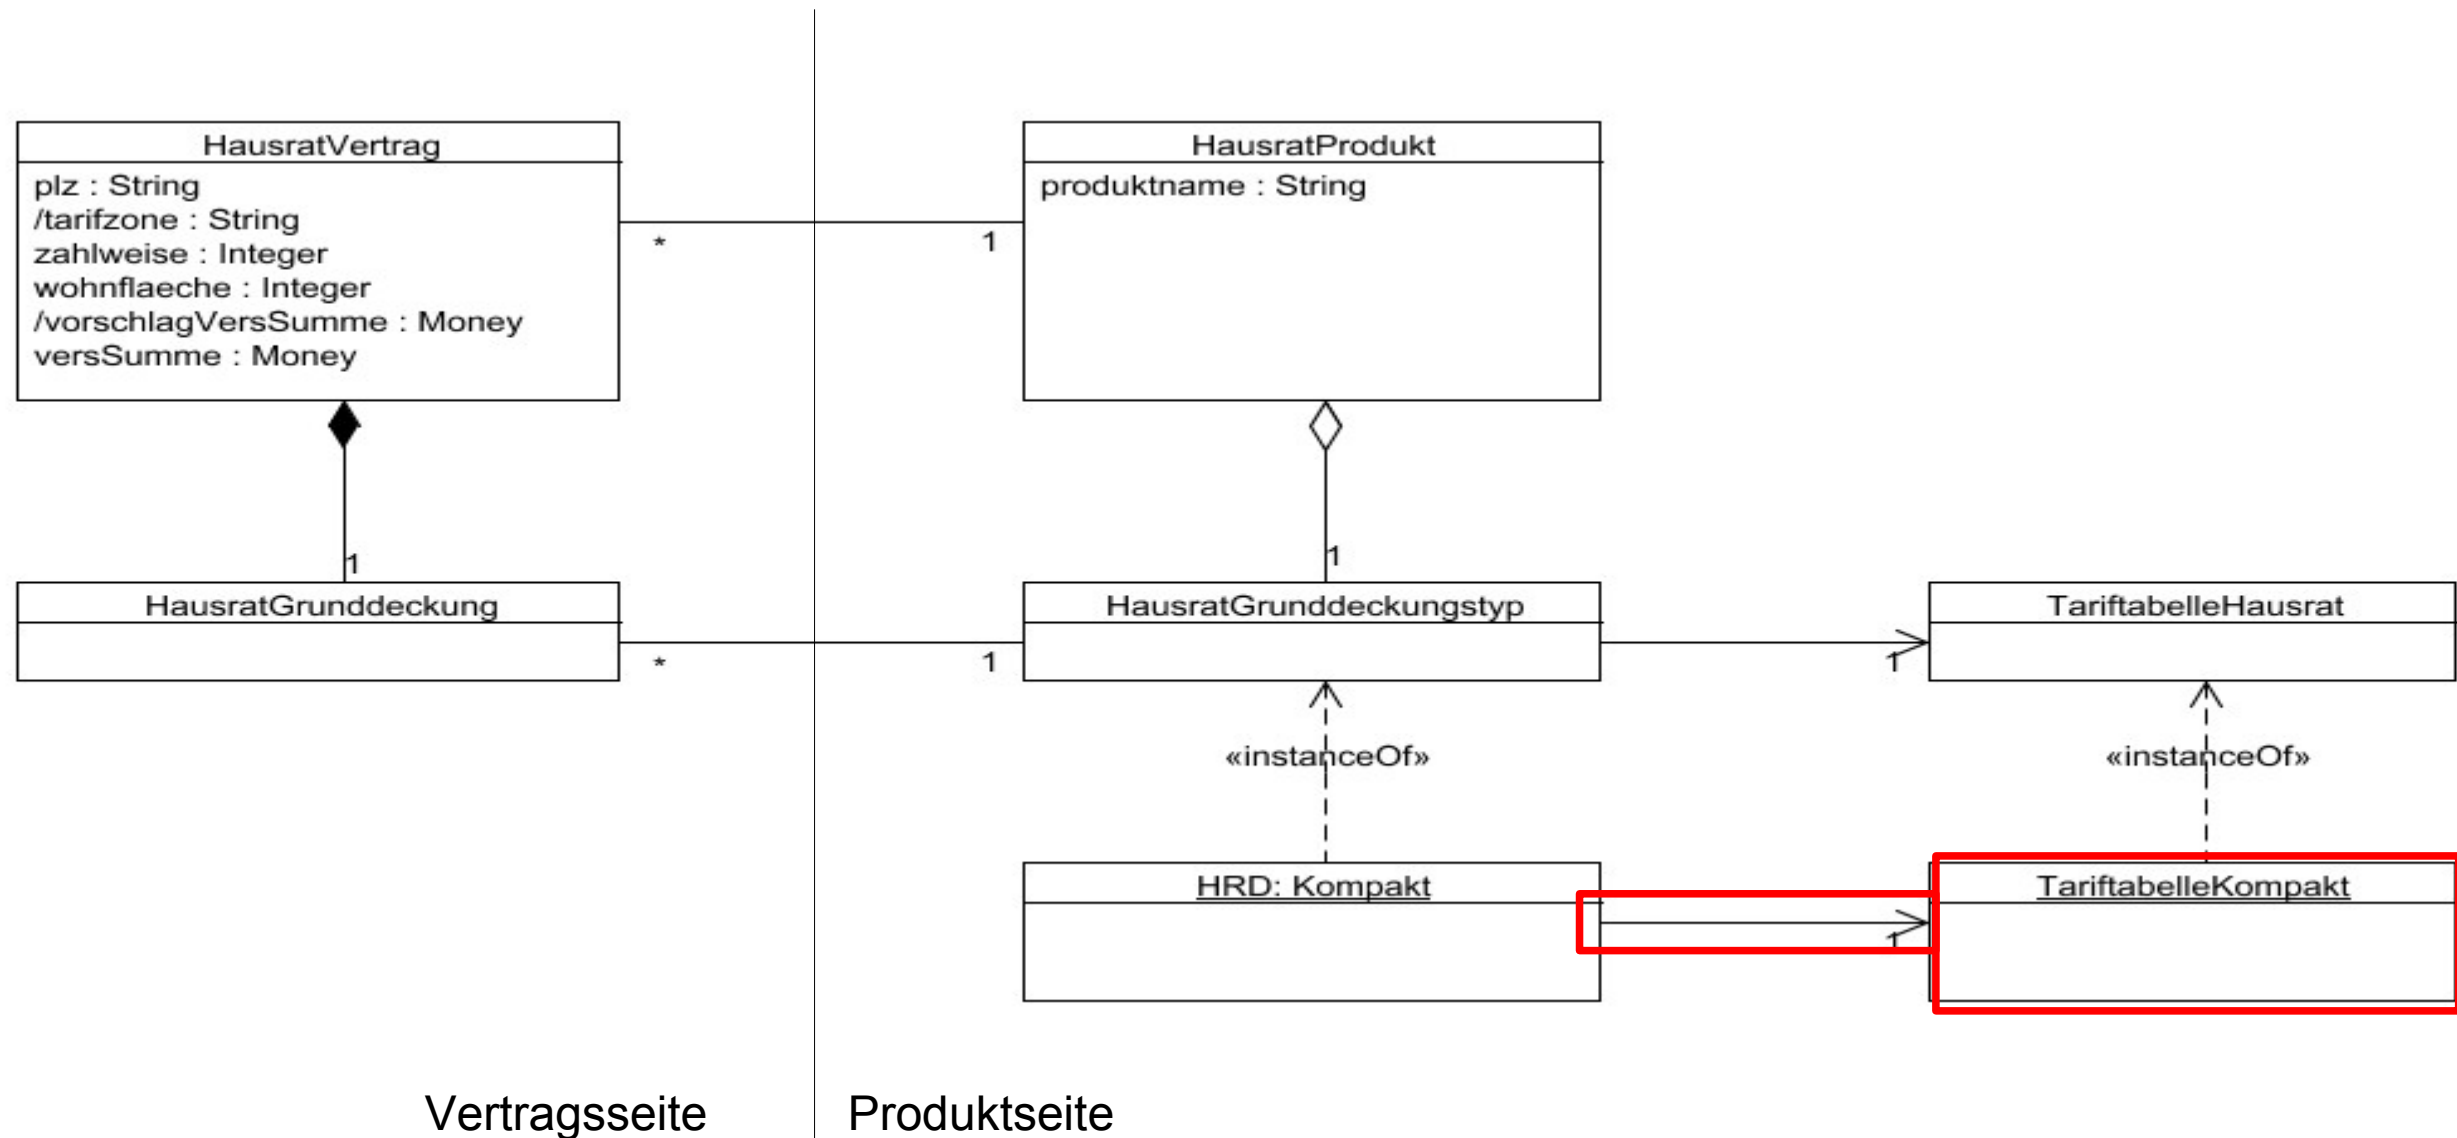 HausratVertrag
plz : String
/tarifzone : String
zahlweise : Integer
wohnflaeche : Integer
/vorschlagVersSumme : Money
versSumme : Money
*
1
HausratProdukt
produktname : String
1
1
HausratGrunddeckung
*
1
HausratGrunddeckungstyp
1
TariftabelleHausrat
«instanceOf»
«instanceOf»
HRD: Kompakt
1
TariftabelleKompakt
Vertragsseite
Produktseite